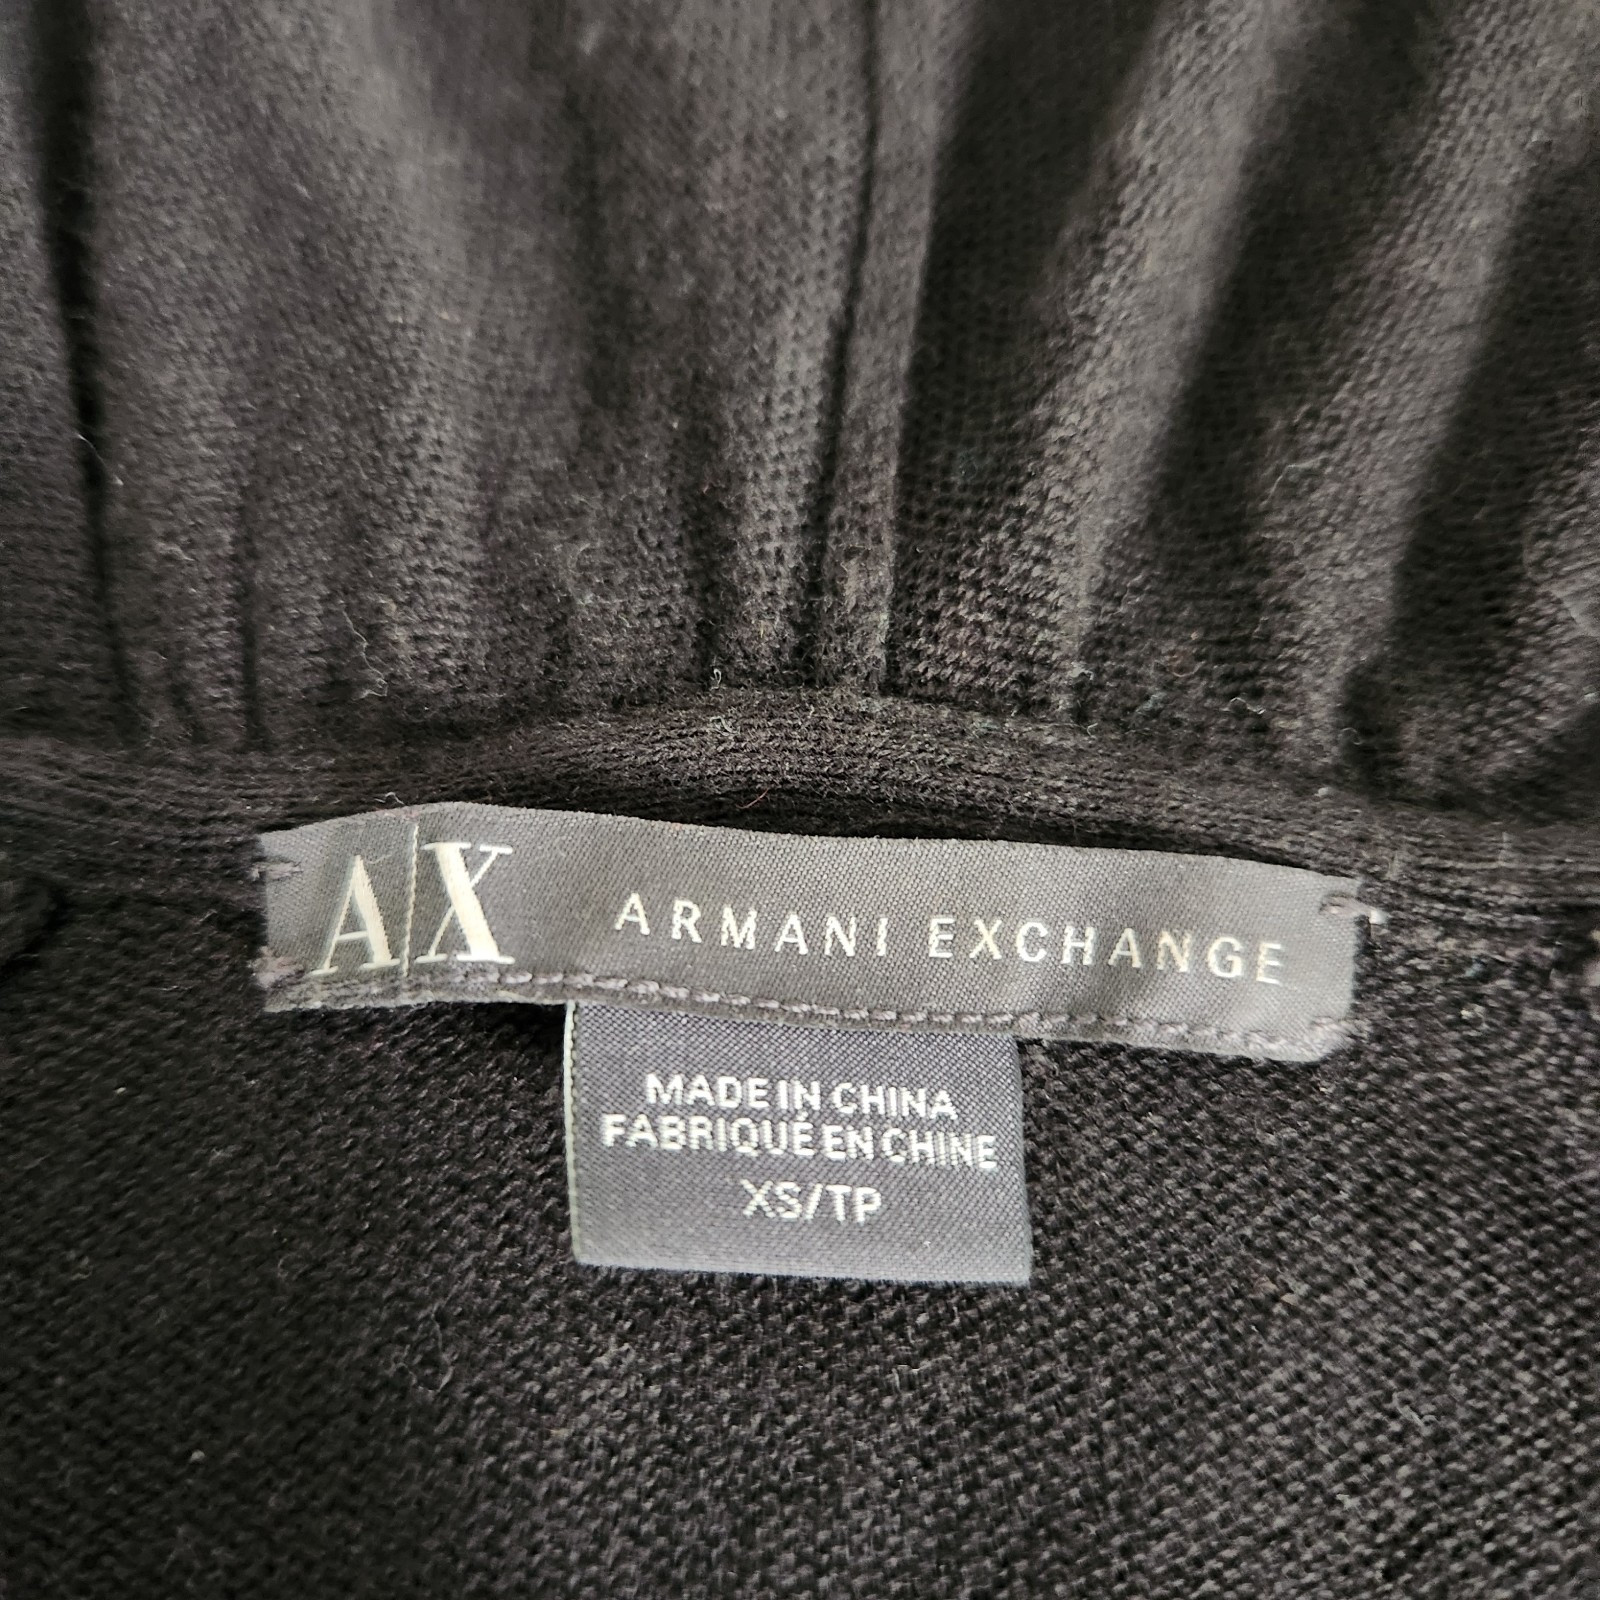 A|X ARMANI EXCHANGE
MADE IN CHINA
FABRIQUÉ EN CHINE
XS/TP